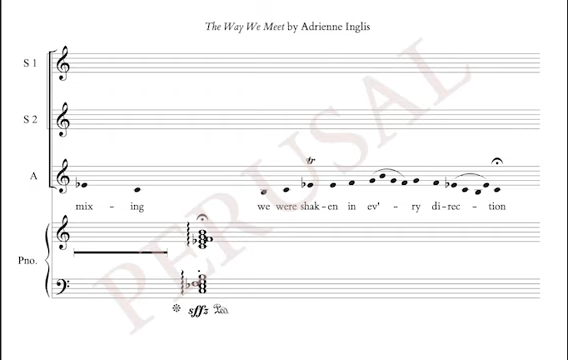 The Way We Meet by Adrienne Inglis
S 1
S 2
A
tr
mix - ing we were shak - en in ev' - ry di - rec - tion
Pno.
sffz Ped.
PERUSAL